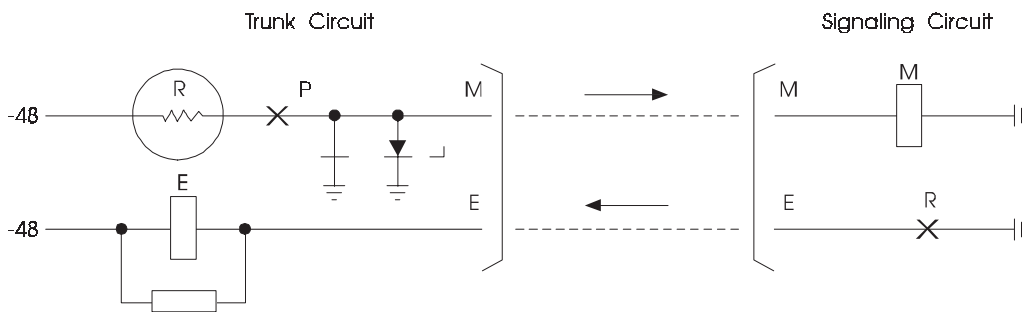 Trunk Circuit Signaling Circuit
R P M M M
-48
E E E R
-48